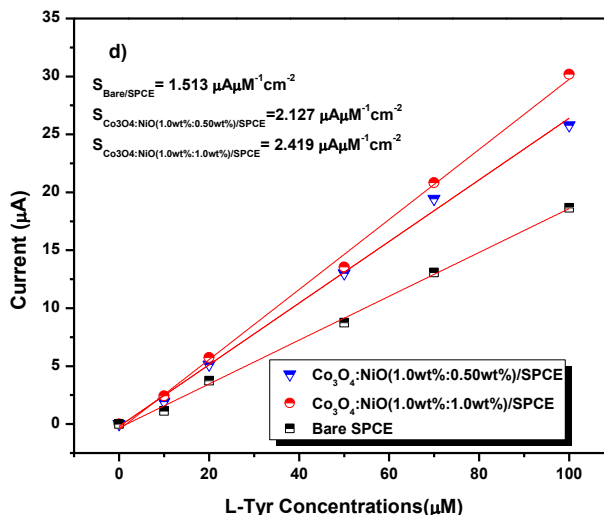 d)
S Bare/SPCE = 1.513 μAμM⁻¹cm⁻²
S Co3O4:NiO(1.0wt%:0.50wt%)/SPCE =2.127 μAμM⁻¹cm⁻²
S Co3O4:NiO(1.0wt%:1.0wt%)/SPCE = 2.419 μAμM⁻¹cm⁻²
35
30
25
20
15
10
5
0
Current (μA)
Co₃O₄:NiO(1.0wt%:0.50wt%)/SPCE
Co₃O₄:NiO(1.0wt%:1.0wt%)/SPCE
Bare SPCE
0 20 40 60 80 100
L-Tyr Concentrations(μM)